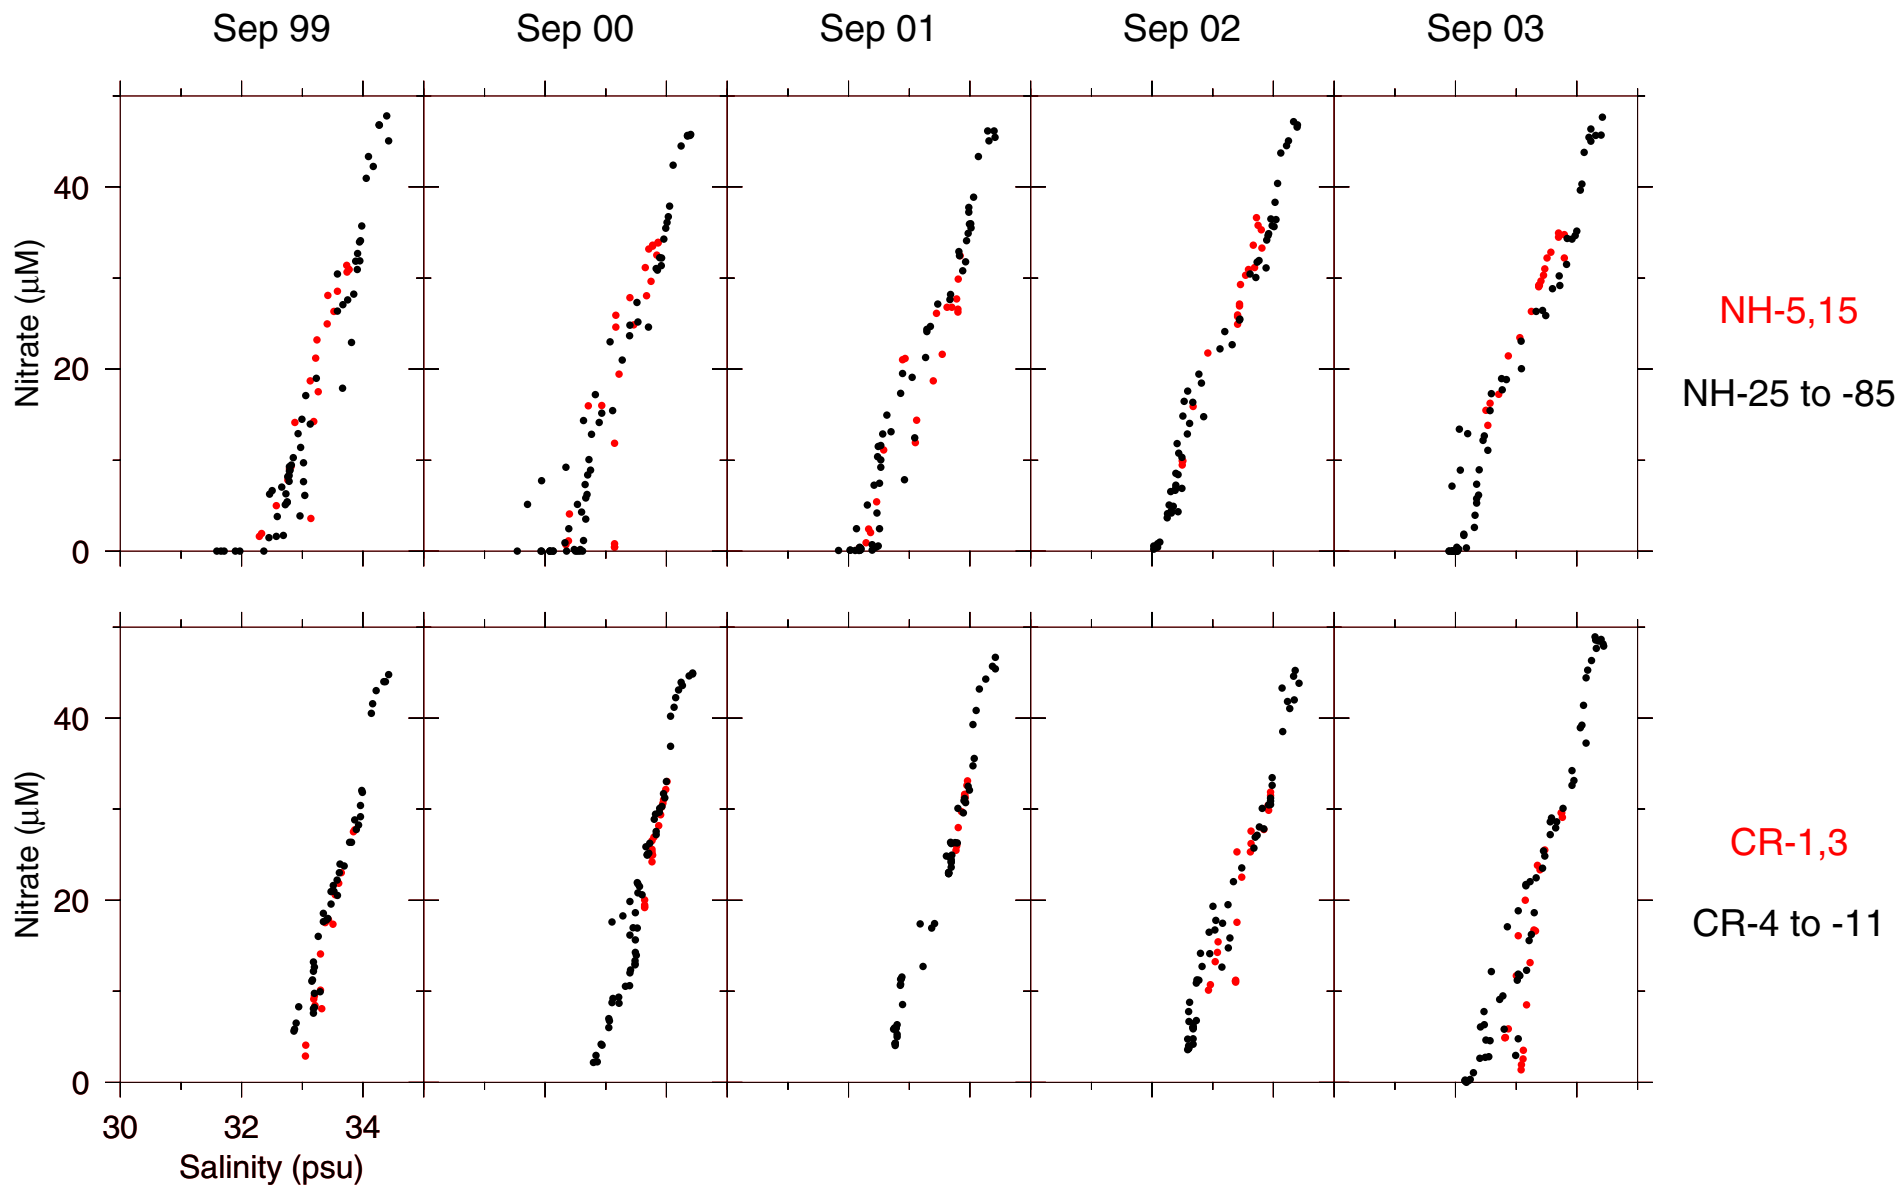 Sep 99 Sep 00 Sep 01 Sep 02 Sep 03
Nitrate (μM)
40
20
0
NH-5,15
NH-25 to -85
Nitrate (μM)
40
20
0
CR-1,3
CR-4 to -11
30 32 34
Salinity (psu)